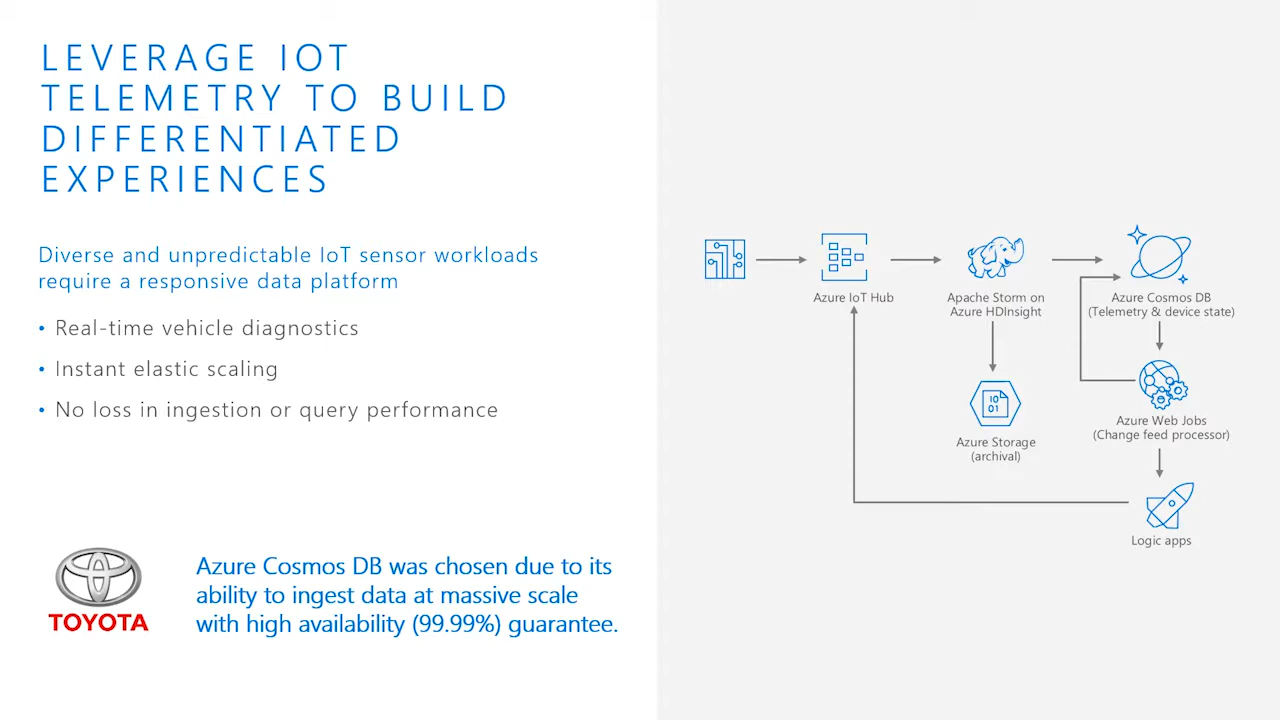 LEVERAGE IOT
TELEMETRY TO BUILD
DIFFERENTIATED
EXPERIENCES
Diverse and unpredictable IoT sensor workloads
require a responsive data platform
• Real-time vehicle diagnostics
• Instant elastic scaling
• No loss in ingestion or query performance
TOYOTA
Azure Cosmos DB was chosen due to its
ability to ingest data at massive scale
with high availability (99.99%) guarantee.
Azure IoT Hub
Apache Storm on
Azure HDInsight
Azure Cosmos DB
(Telemetry & device state)
10
01
Azure Storage
(archival)
Azure Web Jobs
(Change feed processor)
Logic apps